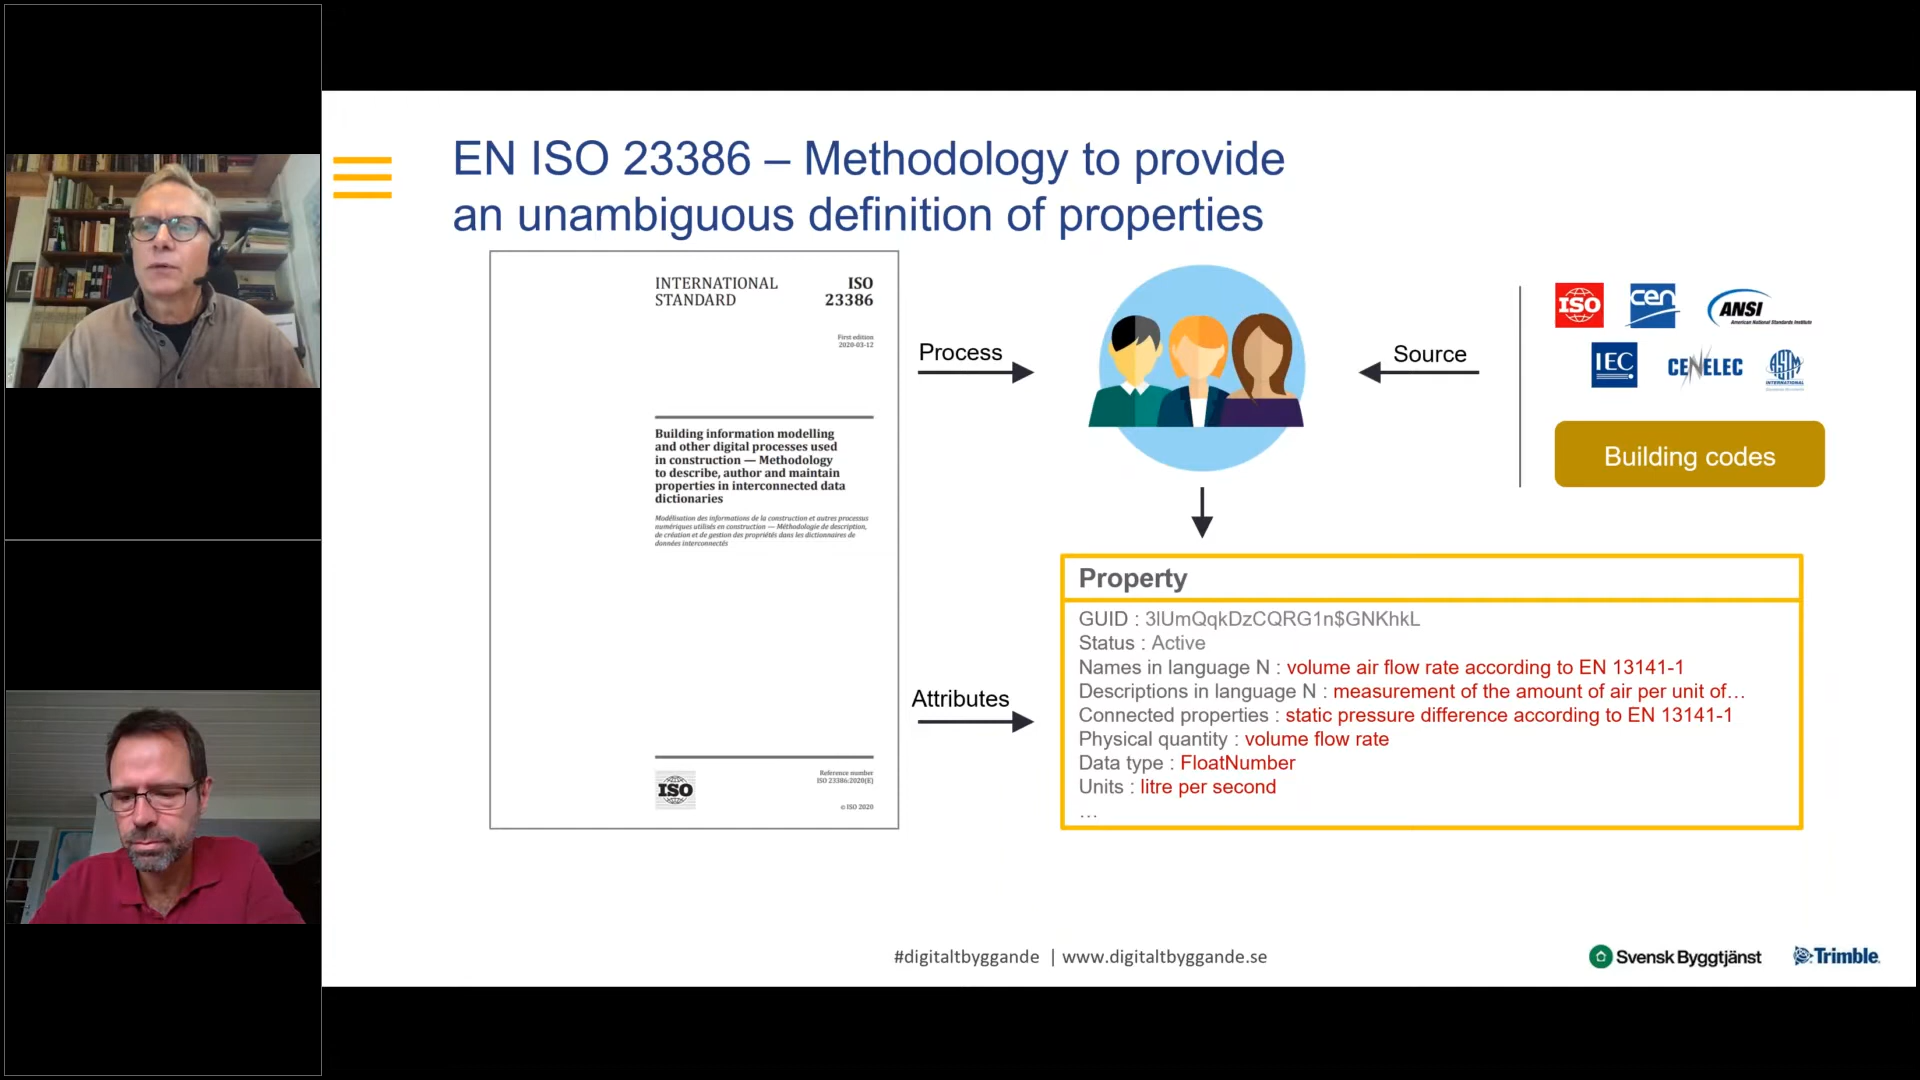 EN ISO 23386 – Methodology to provide
an unambiguous definition of properties
INTERNATIONAL
STANDARD
ISO
23386
First edition
2020-03-12
Building information modelling
and other digital processes used
in construction — Methodology
to describe, author and maintain
properties in interconnected data
dictionaries
Modélisation des informations de la construction et autres processus
numériques utilisés en construction — Méthodologie de description,
de création et de gestion des propriétés dans les dictionnaires de
données interconnectés
ISO
Reference number
ISO 23386:2020(E)
© ISO 2020
Process
Attributes
Source
ISO
cen
ANSI
American National Standards Institute
IEC
CENELEC
ASTM
INTERNATIONAL
Building codes
Property
GUID : 3lUmQqkDzCQRG1n$GNKhkL
Status : Active
Names in language N : volume air flow rate according to EN 13141-1
Descriptions in language N : measurement of the amount of air per unit of…
Connected properties : static pressure difference according to EN 13141-1
Physical quantity : volume flow rate
Data type : FloatNumber
Units : litre per second
…
#digitaltbyggande | www.digitaltbyggande.se
Svensk Byggtjänst
Trimble.